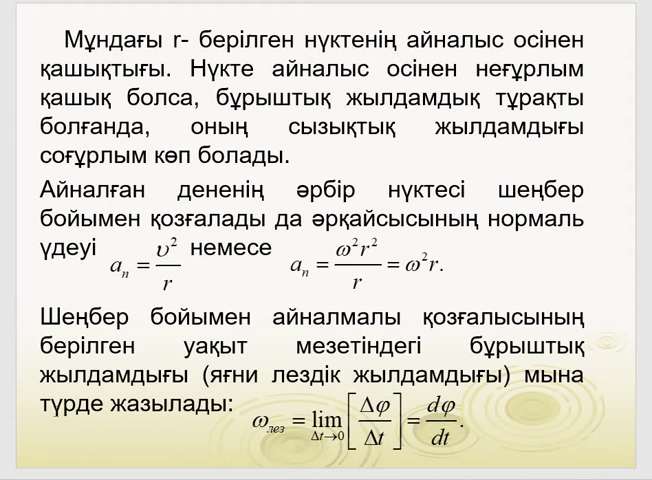 Мұндағы r- берілген нүктенің айналыс осінен
қашықтығы. Нүкте айналыс осінен неғұрлым
қашық болса, бұрыштық жылдамдық тұрақты
болғанда, оның сызықтық жылдамдығы
соғұрлым көп болады.
Айналған дененің әрбір нүктесі шеңбер
бойымен қозғалады да әрқайсысының нормаль
үдеуі a_n = υ²/r немесе a_n = ω²r²/r = ω²r.
Шеңбер бойымен айналмалы қозғалысының
берілген уақыт мезетіндегі бұрыштық
жылдамдығы (яғни лездік жылдамдығы) мына
түрде жазылады: ω_лез = lim_{Δt→0} [Δφ/Δt] = dφ/dt.